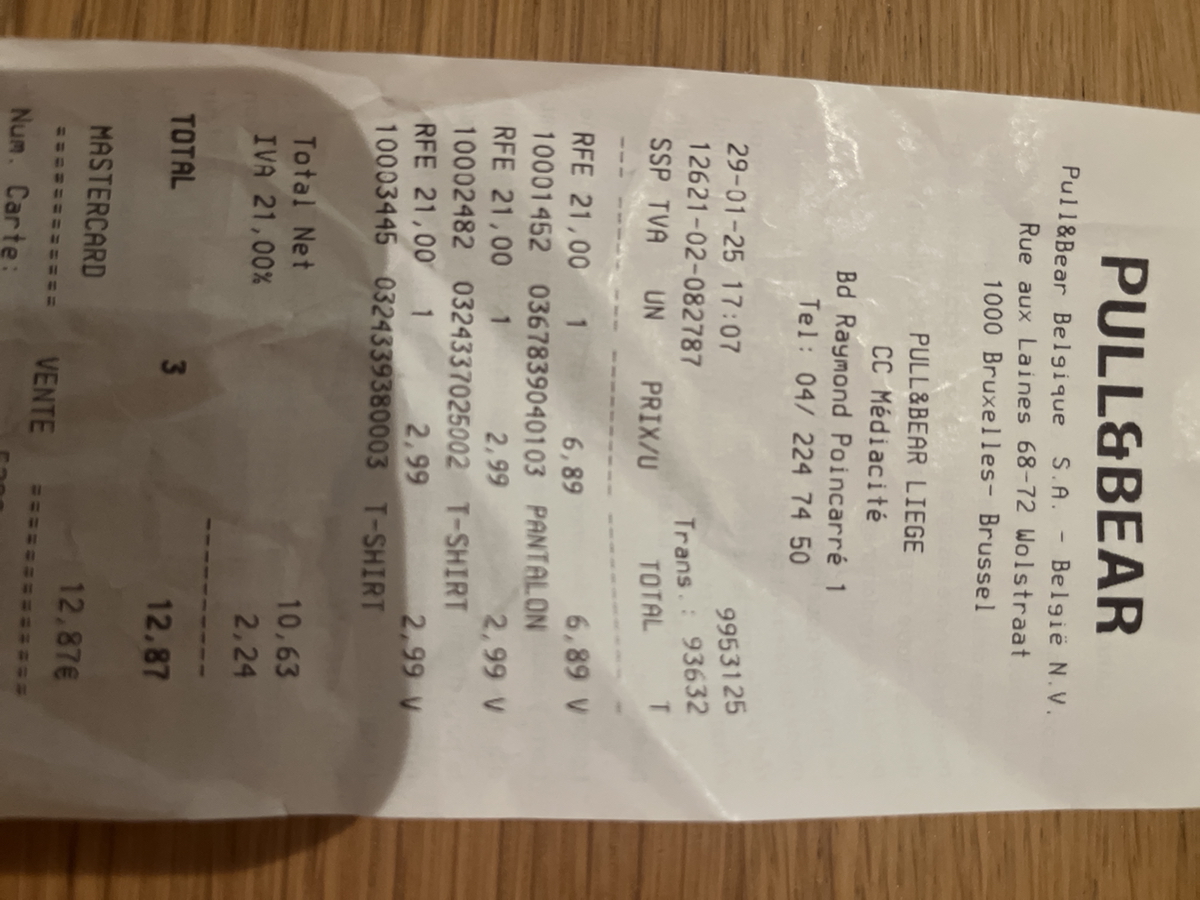 PULL&BEAR
Pull&Bear Belgique S.A. - België N.V.
Rue aux Laines 68-72 Wolstraat
1000 Bruxelles- Brussel
PULL&BEAR LIEGE
CC Médiacité
Bd Raymond Poincarré 1
Tel: 04/ 224 74 50
29-01-25 17:07 9953125
12621-02-082787 Trans.: 93632
SSP TVA UN PRIX/U TOTAL T
RFE 21,00 1 6,89 6,89 V
10001452 03678390401​03 PANTALON
RFE 21,00 1 2,99 2,99 V
10002482 0324337025002 T-SHIRT
RFE 21,00 1 2,99 2,99 V
10003445 0324339380003 T-SHIRT
Total Net 10,63
IVA 21,00% 2,24
TOTAL 3 12,87
MASTERCARD 12,87€
============ VENTE ==============
Num. Carte: